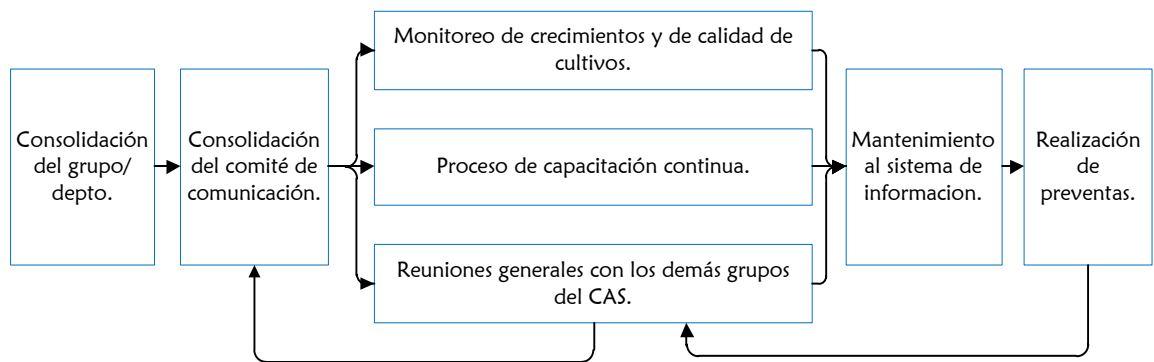 Monitoreo de crecimientos y de calidad de
cultivos.
Consolidación
del grupo/
depto.
Consolidación
del comité de
comunicación.
Proceso de capacitación continua.
Mantenimiento
al sistema de
informacion.
Realización
de
preventas.
Reuniones generales con los demás grupos
del CAS.